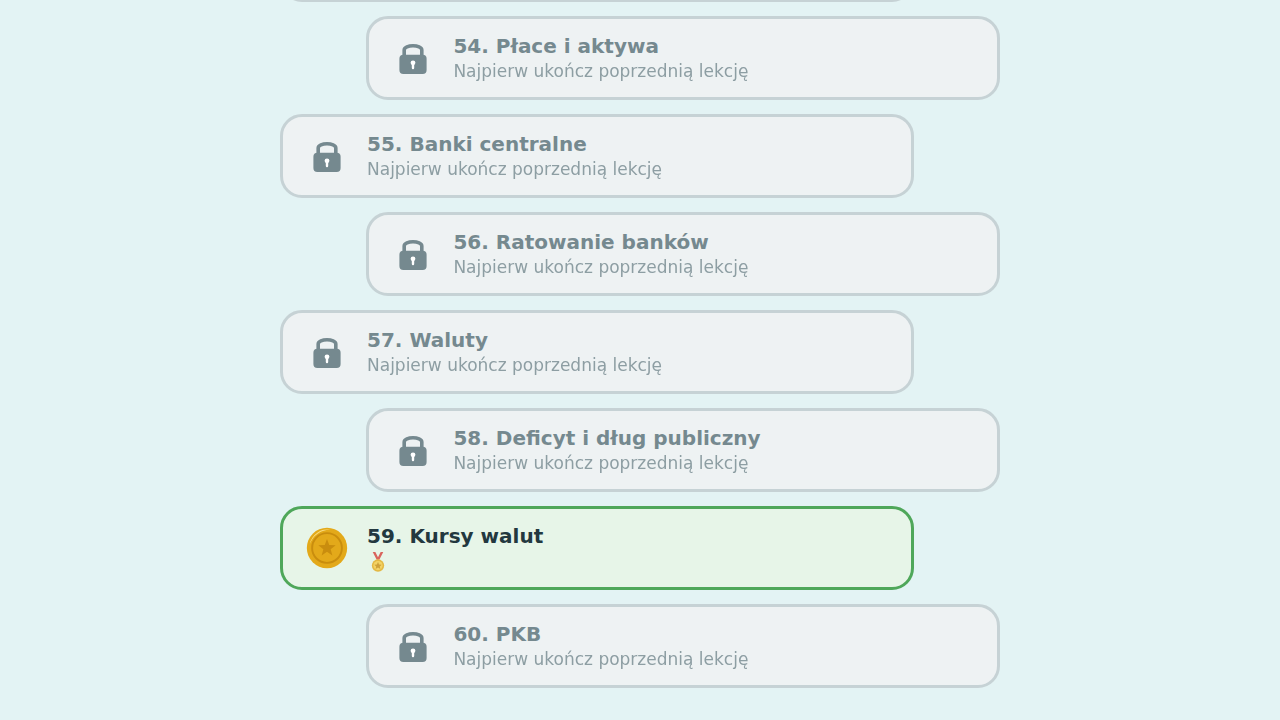 54. Płace i aktywa
Najpierw ukończ poprzednią lekcję
55. Banki centralne
Najpierw ukończ poprzednią lekcję
56. Ratowanie banków
Najpierw ukończ poprzednią lekcję
57. Waluty
Najpierw ukończ poprzednią lekcję
58. Deficyt i dług publiczny
Najpierw ukończ poprzednią lekcję
59. Kursy walut
60. PKB
Najpierw ukończ poprzednią lekcję